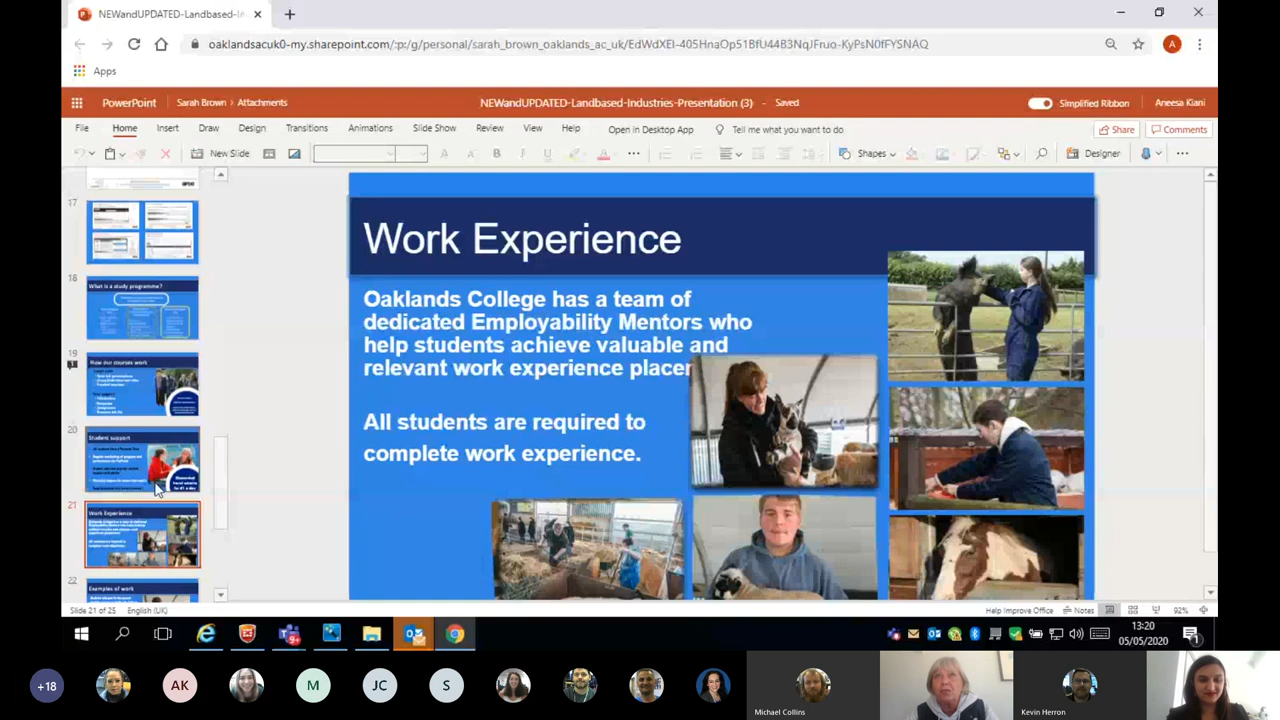 NEWandUPDATED-Landbased-In
oaklandsacuk0-my.sharepoint.com/:p:/g/personal/sarah_brown_oaklands_ac_uk/EdWdXEI-405HnaOp51BfU44B3NqJFruo-KyPsN0fFYSNAQ
A
Apps
PowerPoint
Sarah Brown > Attachments
NEWandUPDATED-Landbased-Industries-Presentation (3) - Saved
Simplified Ribbon
Aneesa Kiani
File Home Insert Draw Design Transitions Animations Slide Show Review View Help Open in Desktop App Tell me what you want to do
Share
Comments
New Slide
Shapes
Designer
17
18
What is a study programme?
19
How our courses work
20
Student support
21
Work Experience
22
Examples of work
Work Experience
Oaklands College has a team of
dedicated Employability Mentors who
help students achieve valuable and
relevant work experience placer
All students are required to
complete work experience.
Slide 21 of 25 English (UK)
Help Improve Office Notes 92%
13:20
05/05/2020
+18
AK
M
JC
S
Michael Collins
Kevin Herron